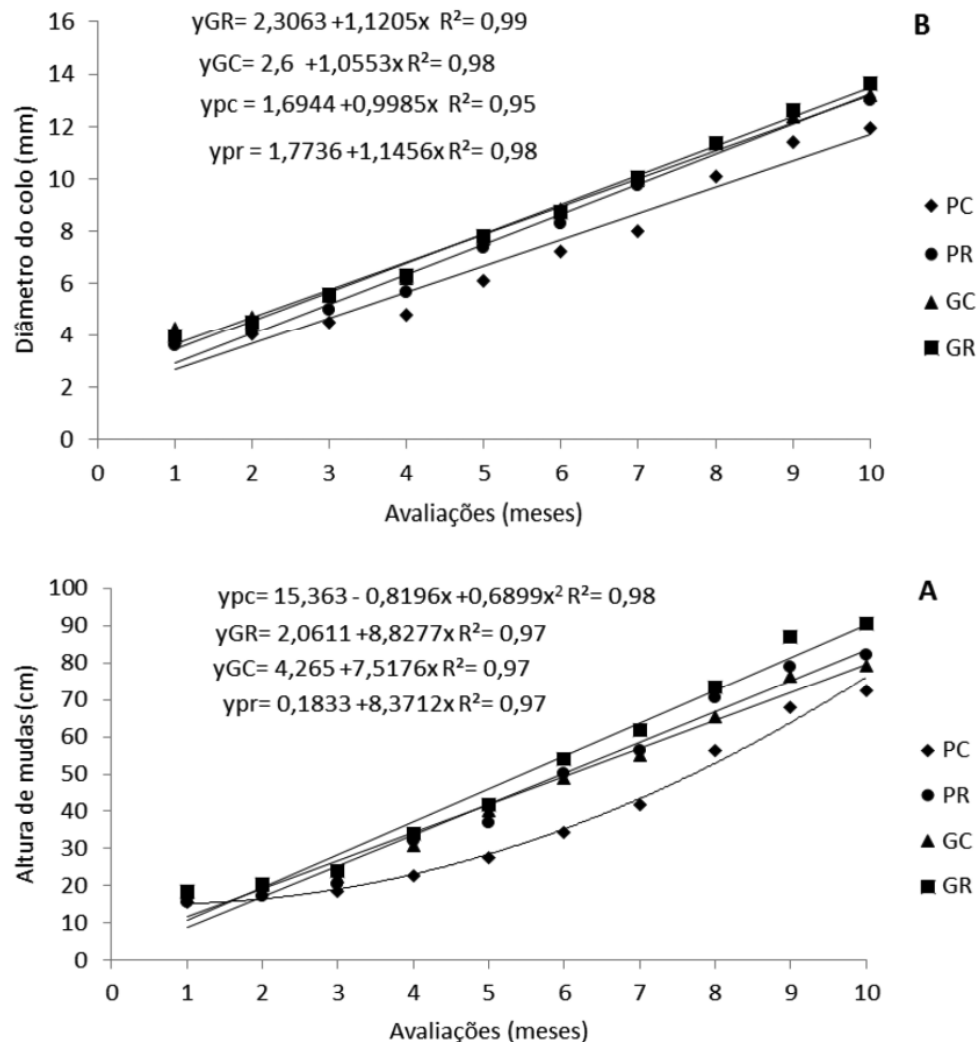 yGR= 2,3063 +1,1205x R²= 0,99
B
yGC= 2,6 +1,0553x R²= 0,98
ypc = 1,6944 +0,9985x R²= 0,95
ypr = 1,7736 +1,1456x R²= 0,98
Diâmetro do colo (mm)
16
14
12
10
8
6
4
2
0
PC
PR
GC
GR
0 1 2 3 4 5 6 7 8 9 10
Avaliações (meses)
A
ypc= 15,363 - 0,8196x +0,6899x² R²= 0,98
yGR= 2,0611 +8,8277x R²= 0,97
yGC= 4,265 +7,5176x R²= 0,97
ypr= 0,1833 +8,3712x R²= 0,97
Altura de mudas (cm)
100
90
80
70
60
50
40
30
20
10
0
PC
PR
GC
GR
0 1 2 3 4 5 6 7 8 9 10
Avaliações (meses)